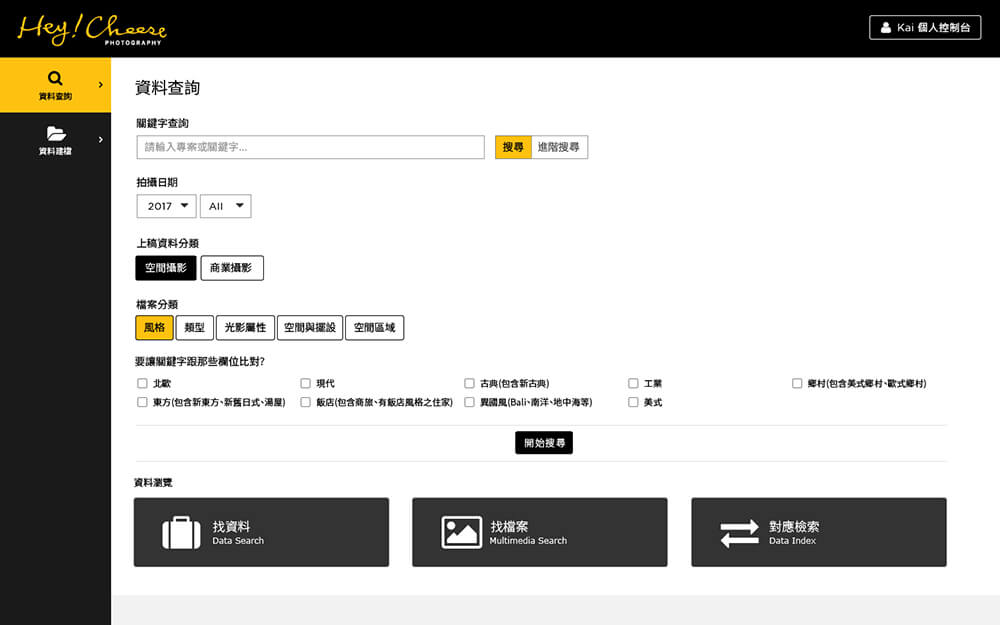 Hey! Cheese
PHOTOGRAPHY
Kai 個人控制台
資料查詢
資料建檔
資料查詢
關鍵字查詢
請輸入專案或關鍵字...
搜尋 進階搜尋
拍攝日期
2017 All
上稿資料分類
空間攝影 商業攝影
檔案分類
風格 類型 光影屬性 空間與擺設 空間區域
要讓關鍵字跟那些欄位比對?
北歐 現代 古典(包含新古典) 工業 鄉村(包含美式鄉村、歐式鄉村)
東方(包含新東方、新舊日式、湯屋) 飯店(包含商旅、有飯店風格之住家) 異國風(Bali、南洋、地中海等) 美式
開始搜尋
資料瀏覽
找資料
Data Search
找檔案
Multimedia Search
對應檢索
Data Index